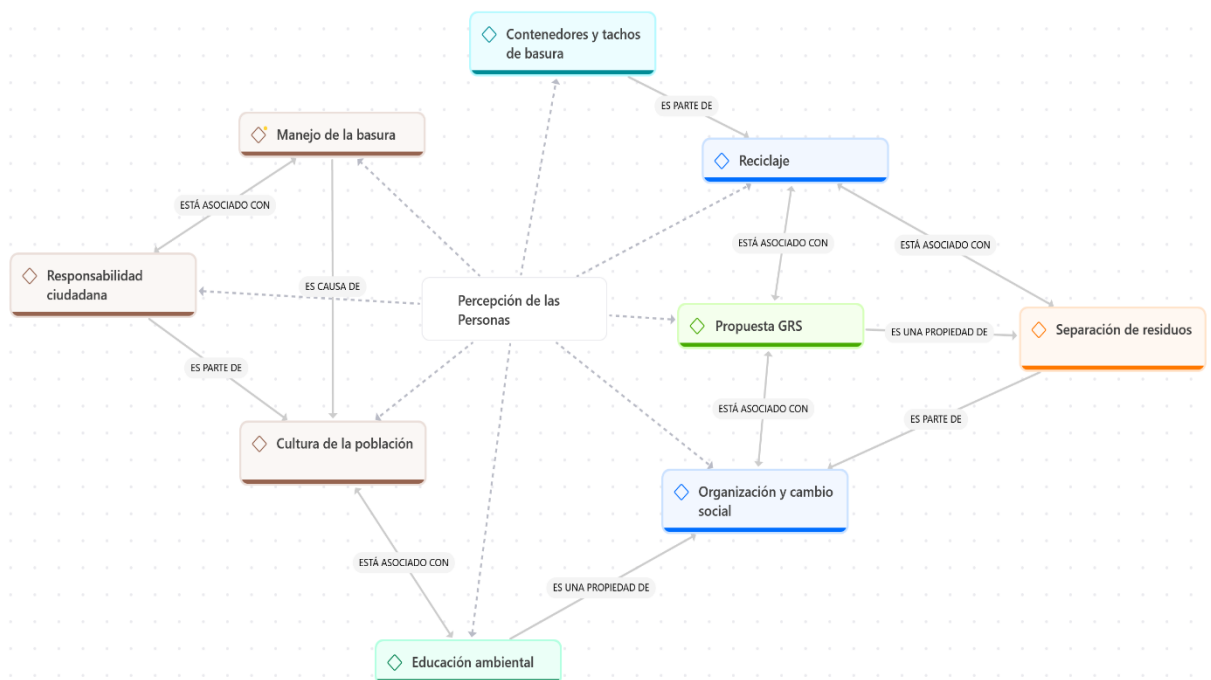 Contenedores y tachos
de basura
ES PARTE DE
Manejo de la basura
Reciclaje
ESTÁ ASOCIADO CON
ESTÁ ASOCIADO CON
ESTÁ ASOCIADO CON
Responsabilidad
ciudadana
ES CAUSA DE
Percepción de las
Personas
Propuesta GRS
ES UNA PROPIEDAD DE
Separación de residuos
ES PARTE DE
ESTÁ ASOCIADO CON
ES PARTE DE
Cultura de la población
Organización y cambio
social
ESTÁ ASOCIADO CON
ES UNA PROPIEDAD DE
Educación ambiental